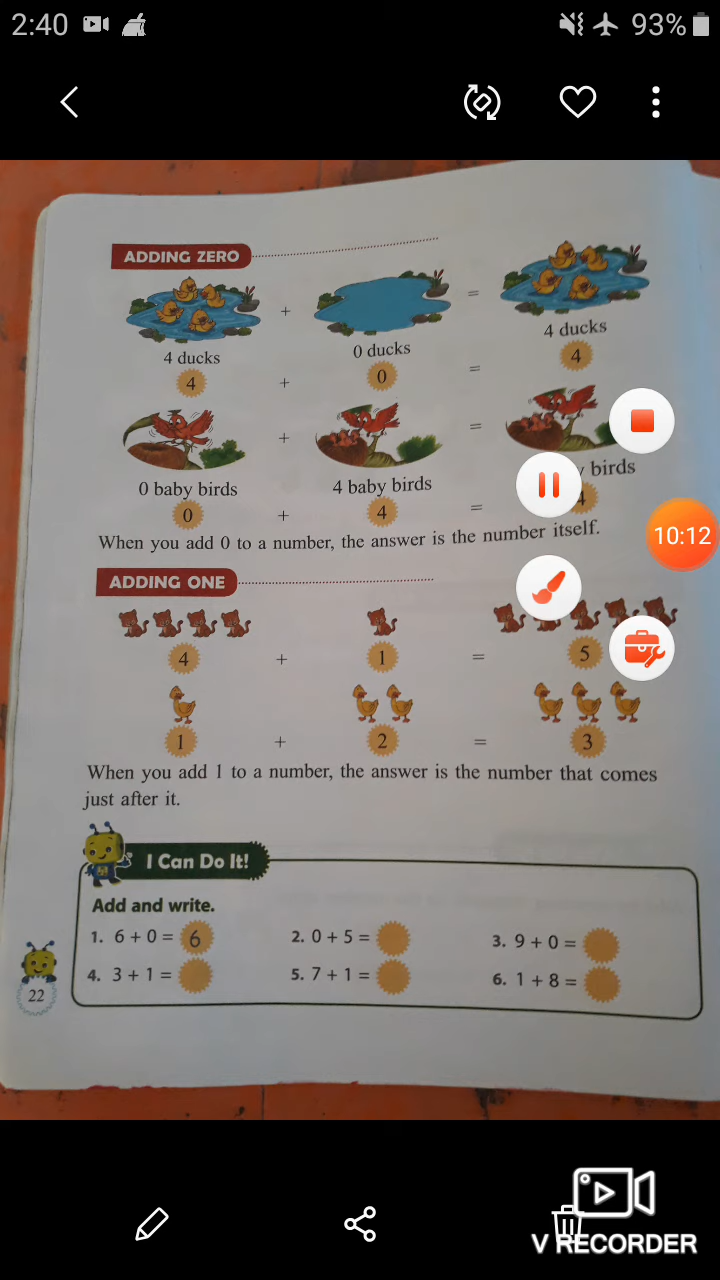 2:40 93%
ADDING ZERO
+ =
4 ducks 0 ducks 4 ducks
4 + 0 = 4
+ =
0 baby birds 4 baby birds birds
0 + 4 = 4
When you add 0 to a number, the answer is the number itself.
10:12
ADDING ONE
4 + 1 = 5
1 + 2 = 3
When you add 1 to a number, the answer is the number that comes
just after it.
I Can Do It!
Add and write.
1. 6 + 0 = 6 2. 0 + 5 = 3. 9 + 0 =
4. 3 + 1 = 5. 7 + 1 = 6. 1 + 8 =
22
V RECORDER